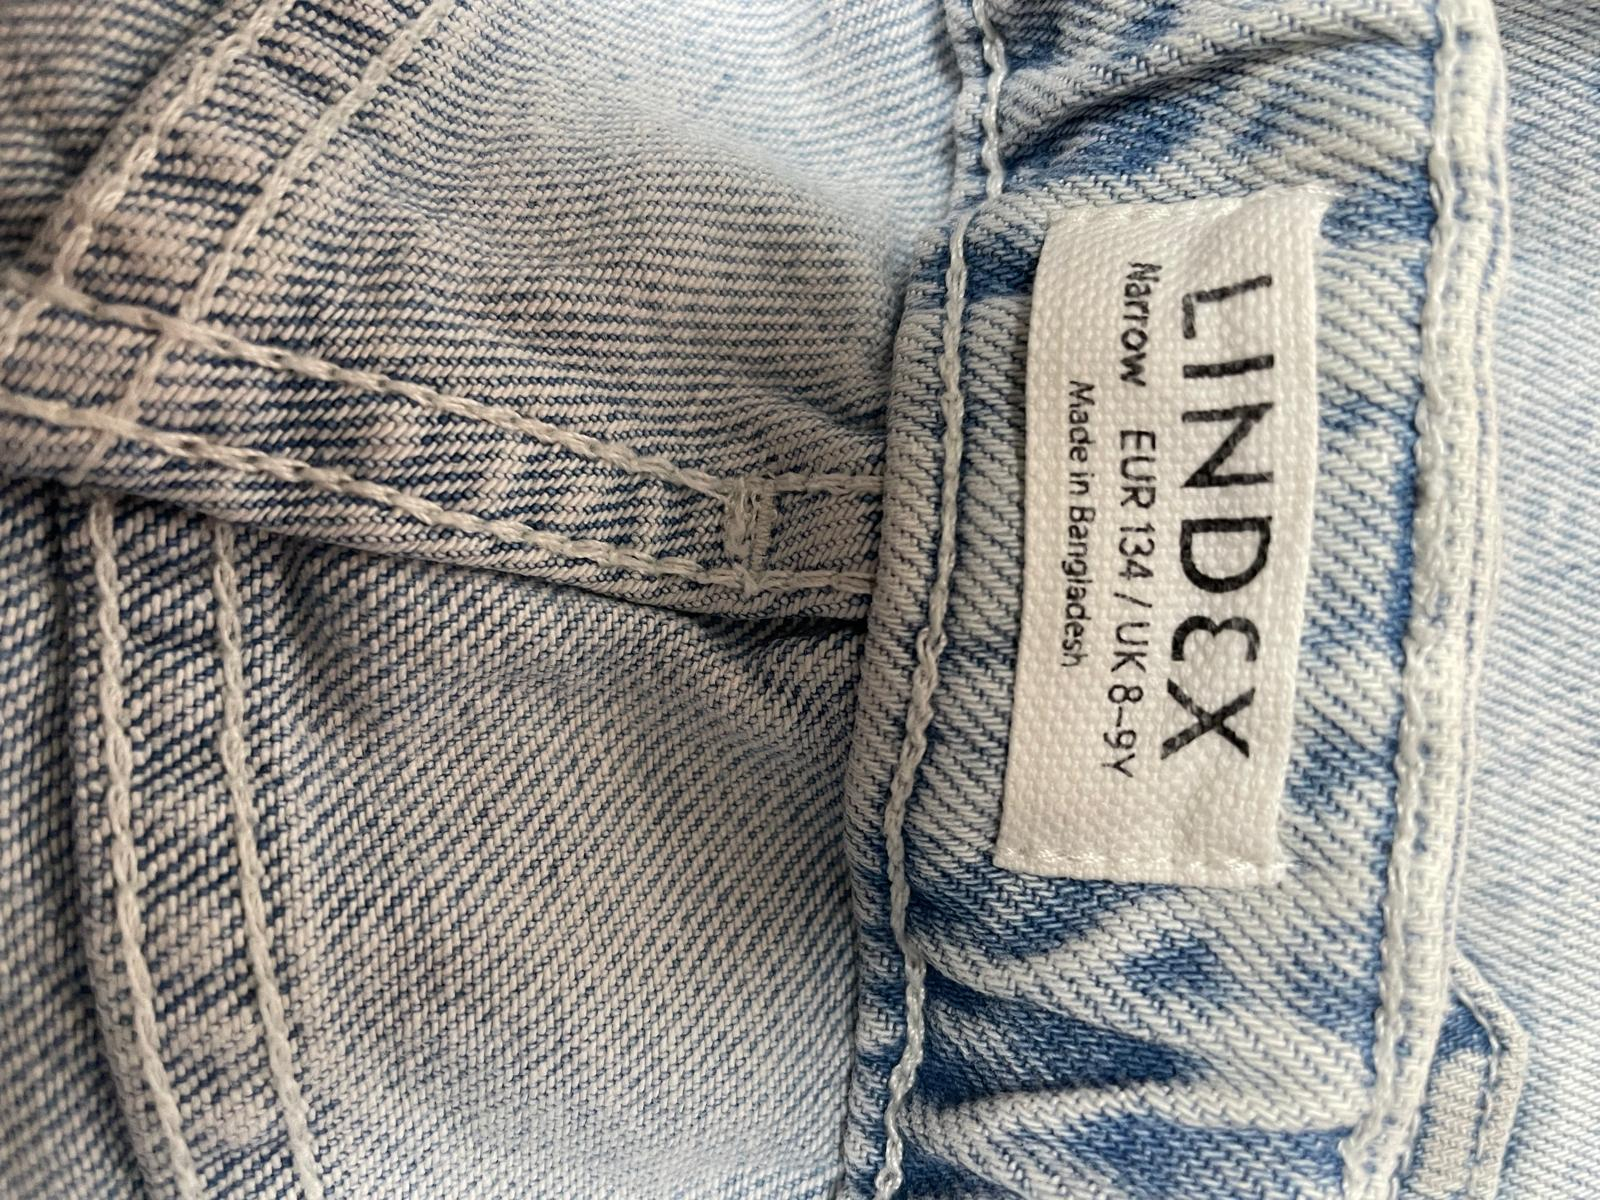 LINDEX
Narrow EUR 134 / UK 8–9Y
Made in Bangladesh